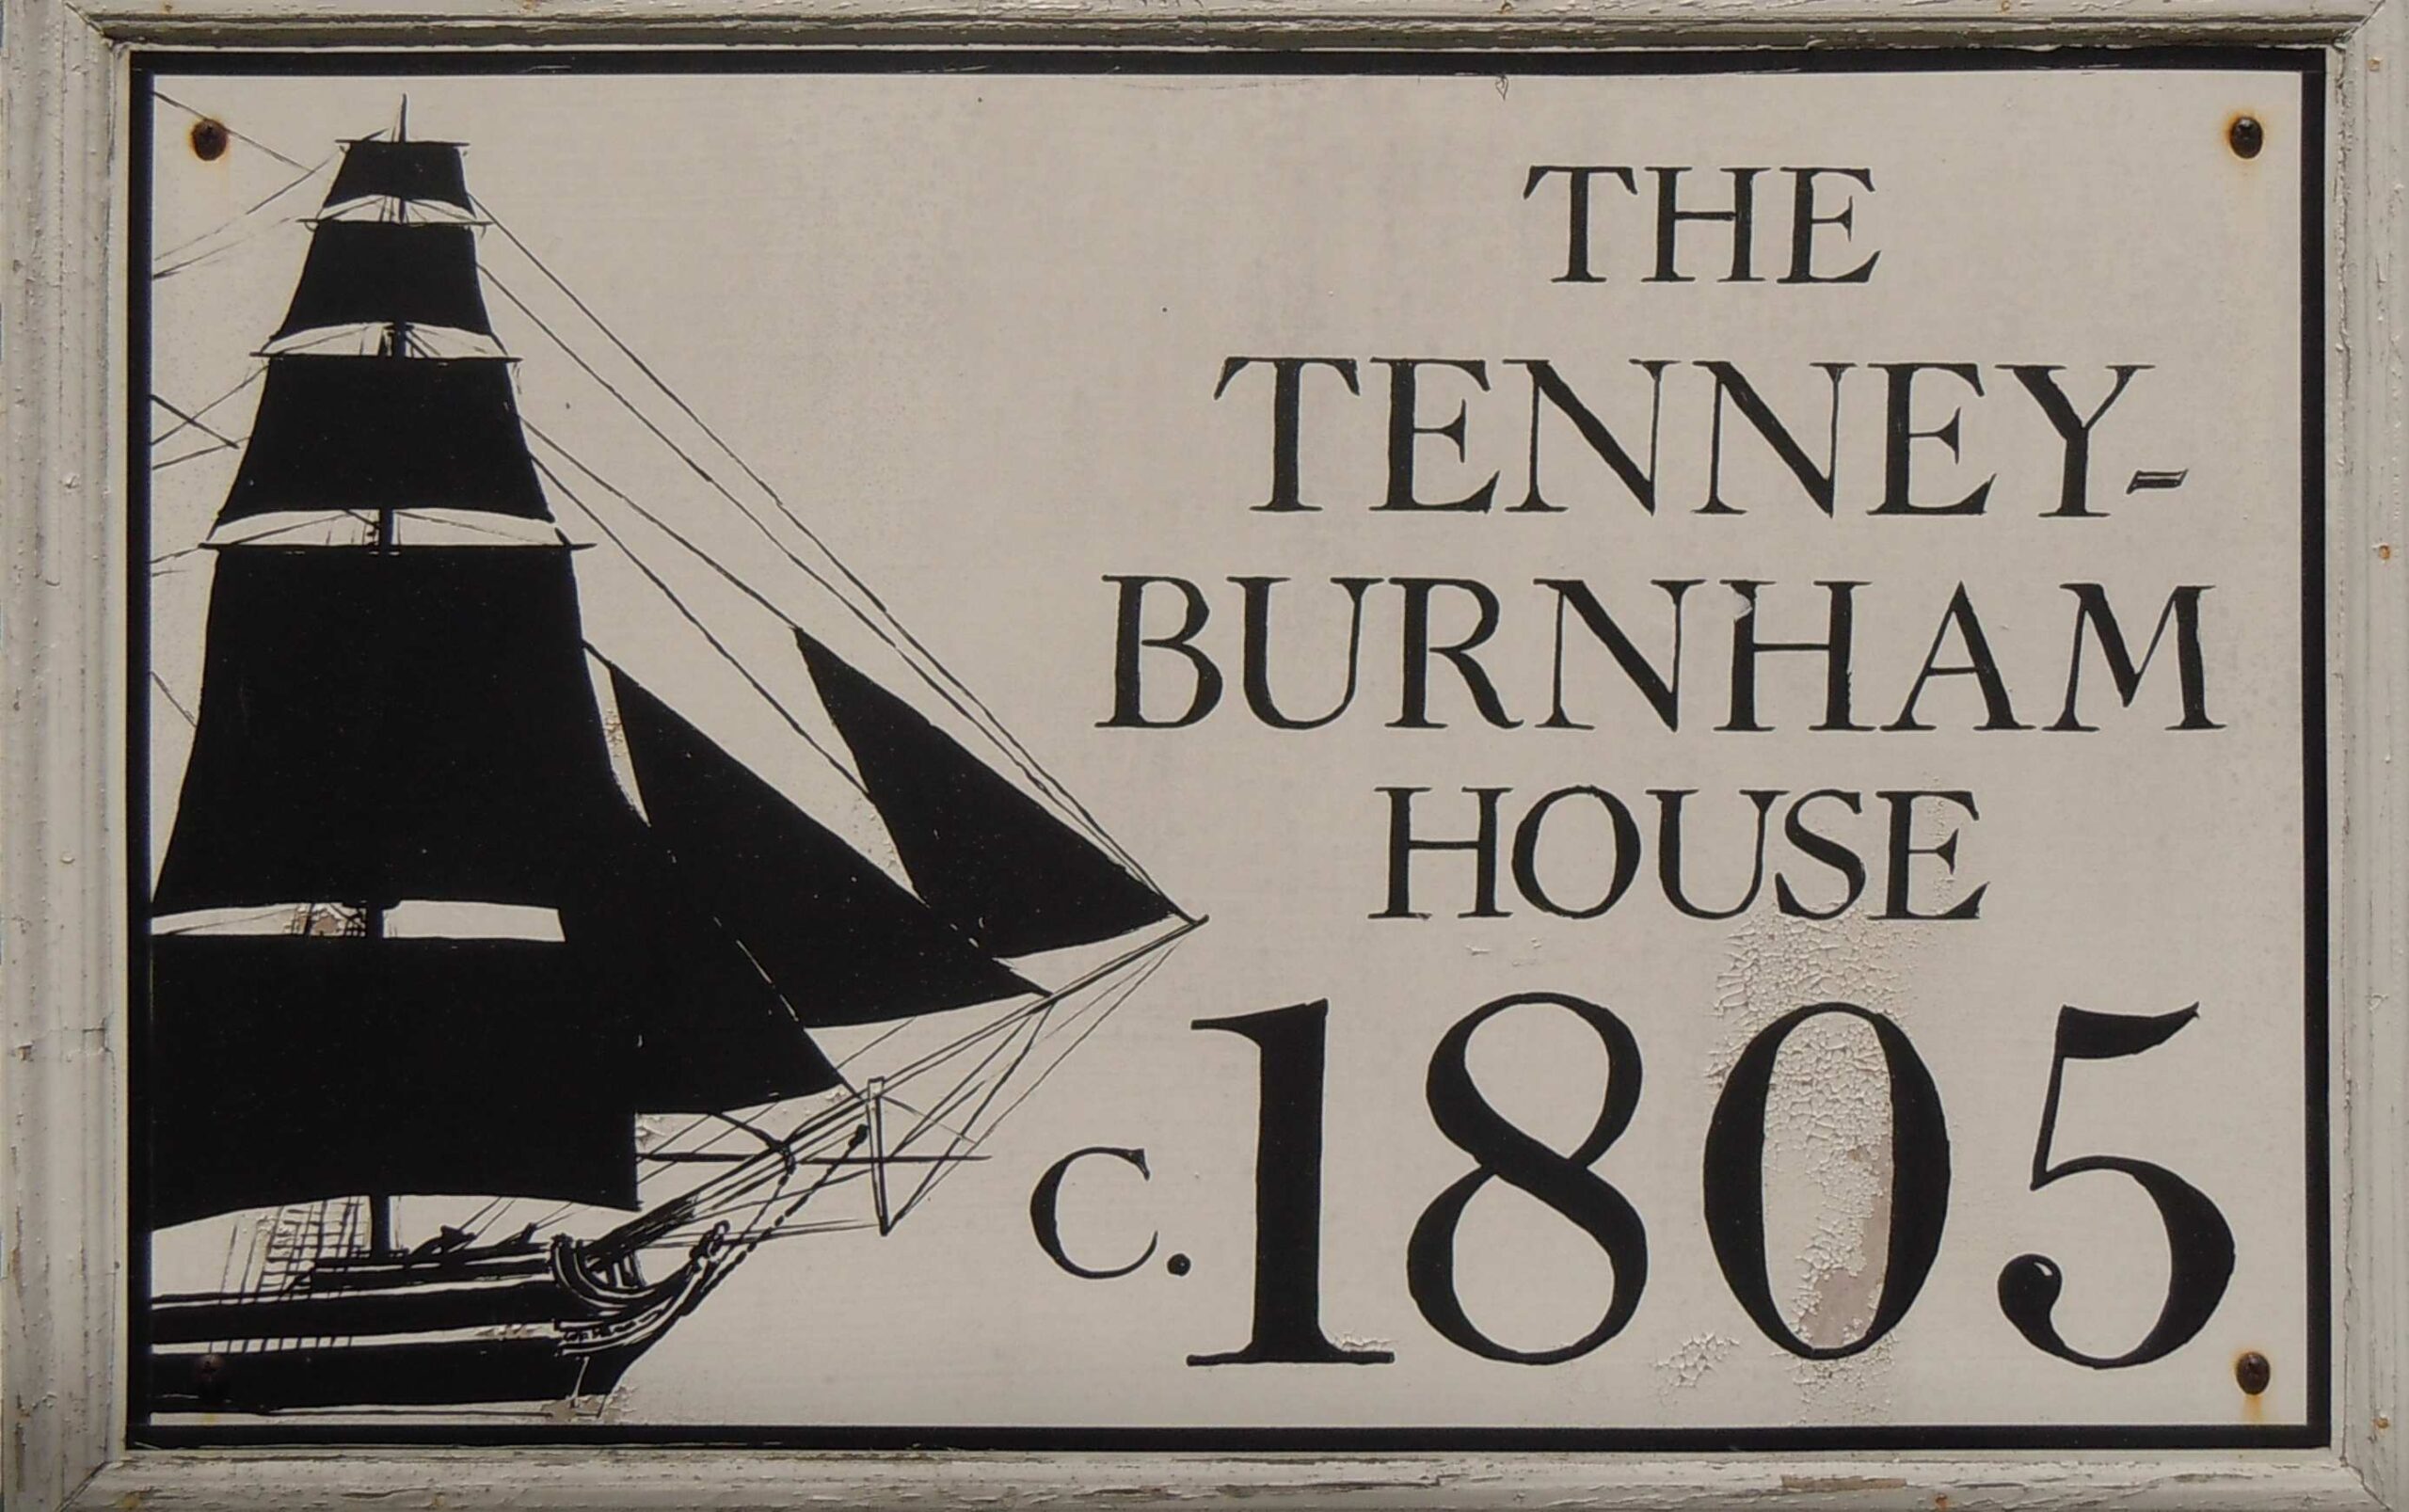 THE
TENNEY-
BURNHAM
HOUSE
c. 1805